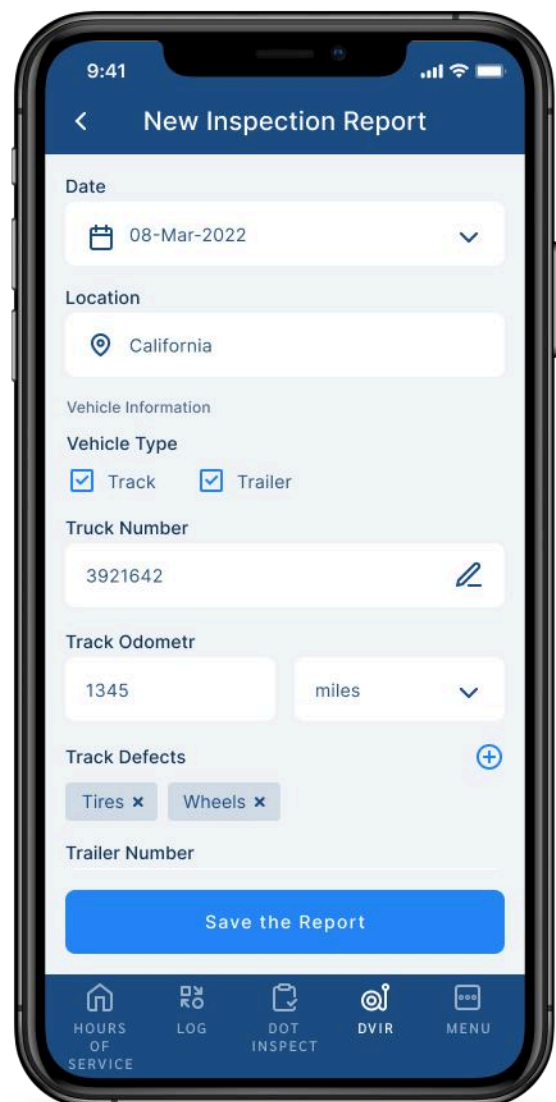 9:41
New Inspection Report
Date
08-Mar-2022
Location
California
Vehicle Information
Vehicle Type
Track Trailer
Truck Number
3921642
Track Odometr
1345 miles
Track Defects
Tires × Wheels ×
Trailer Number
Save the Report
HOURS OF SERVICE
LOG
DOT INSPECT
DVIR
MENU